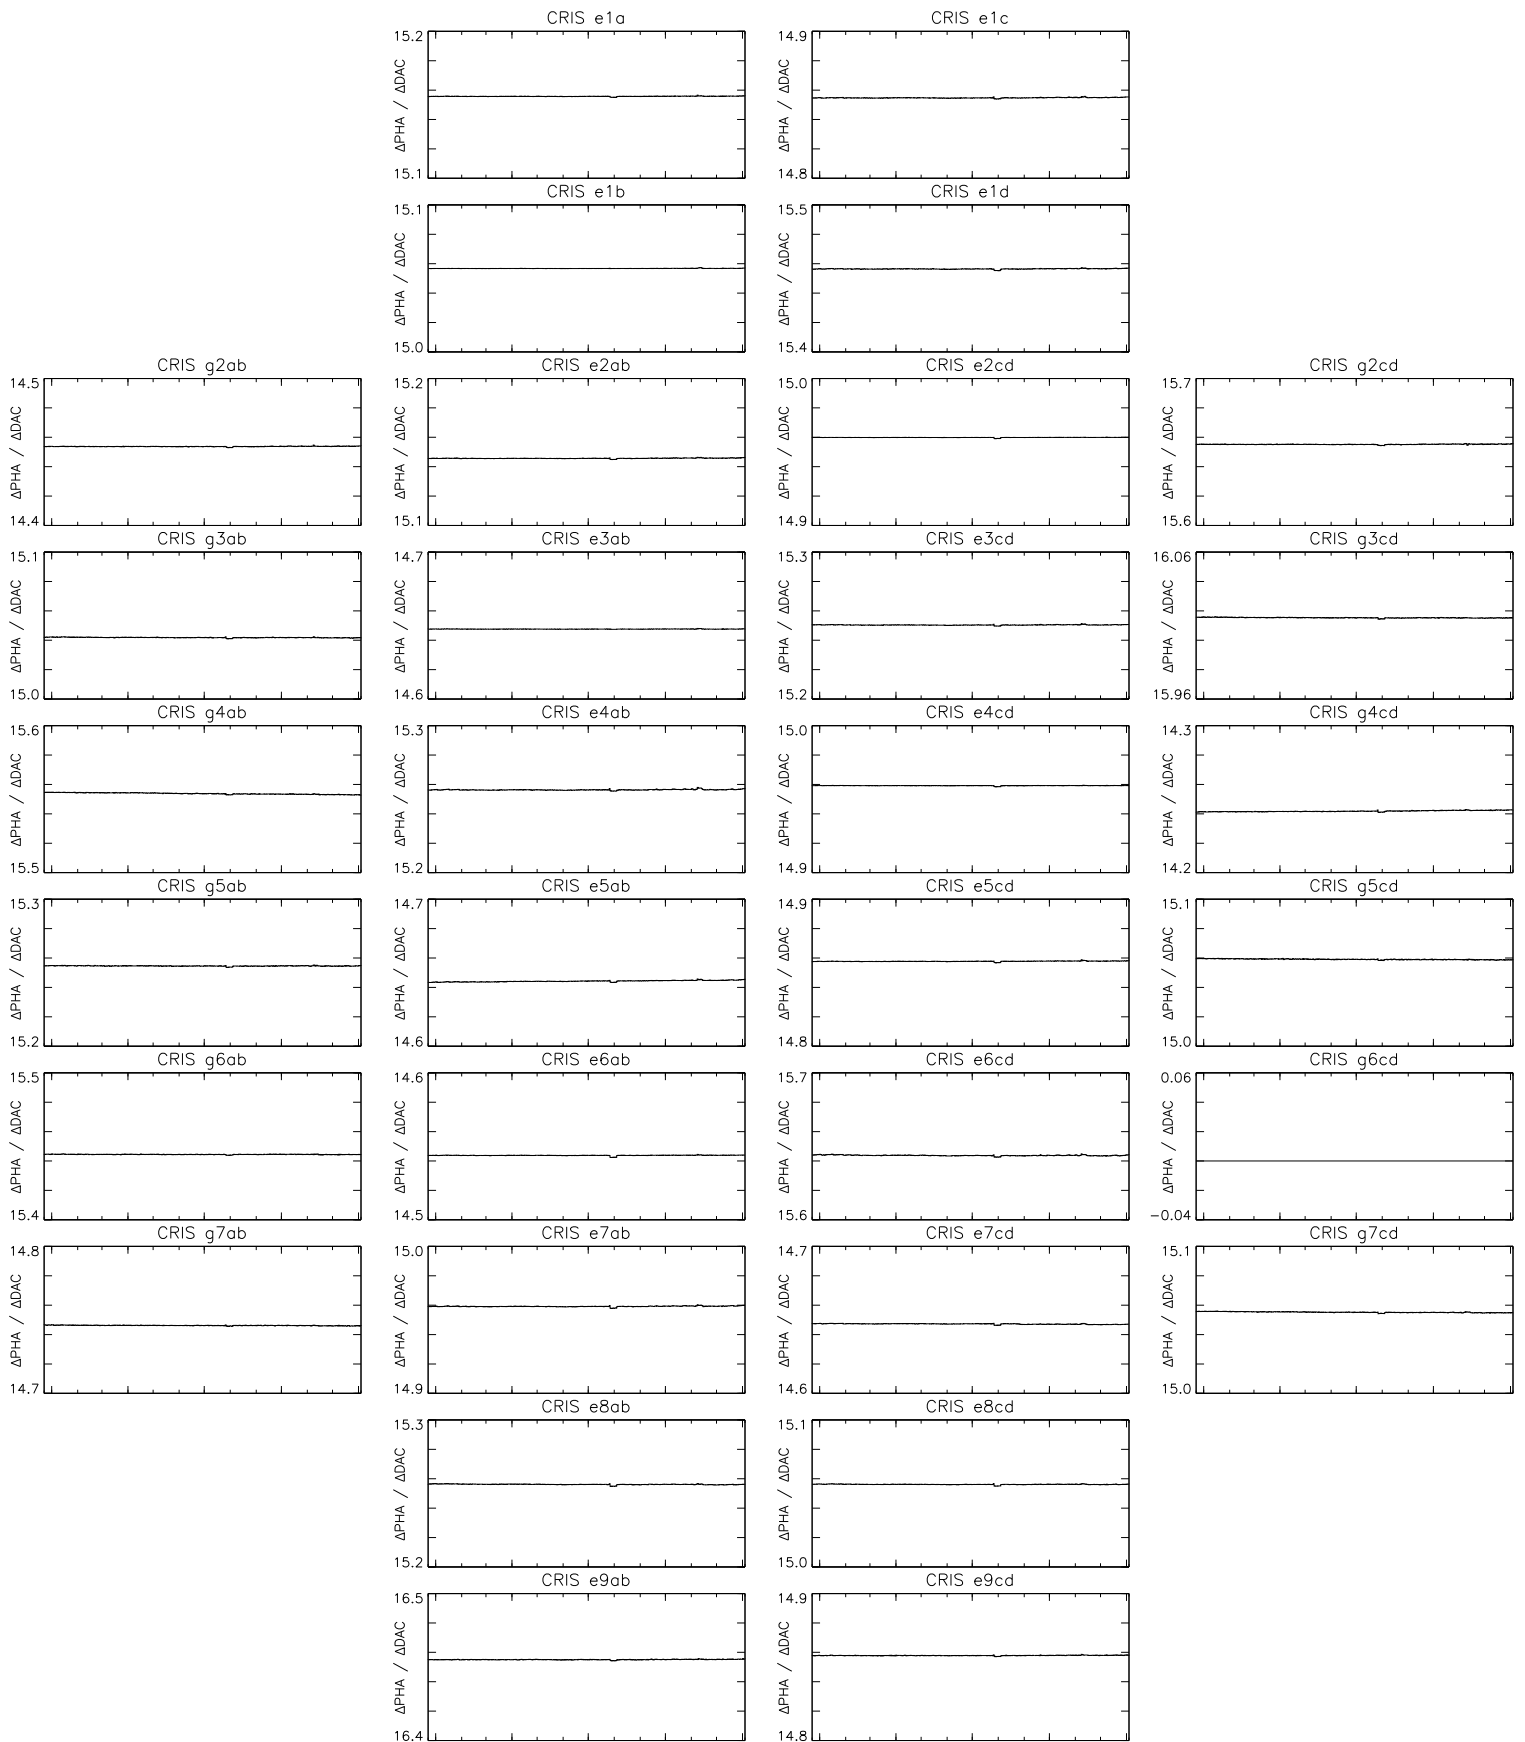 CRIS e1a
15.2
ΔPHA / ΔDAC
15.1
CRIS e1c
14.9
ΔPHA / ΔDAC
14.8
CRIS e1b
15.1
ΔPHA / ΔDAC
15.0
CRIS e1d
15.5
ΔPHA / ΔDAC
15.4
CRIS g2ab
14.5
ΔPHA / ΔDAC
14.4
CRIS e2ab
15.2
ΔPHA / ΔDAC
15.1
CRIS e2cd
15.0
ΔPHA / ΔDAC
14.9
CRIS g2cd
15.7
ΔPHA / ΔDAC
15.6
CRIS g3ab
15.1
ΔPHA / ΔDAC
15.0
CRIS e3ab
14.7
ΔPHA / ΔDAC
14.6
CRIS e3cd
15.3
ΔPHA / ΔDAC
15.2
CRIS g3cd
16.06
ΔPHA / ΔDAC
15.96
CRIS g4ab
15.6
ΔPHA / ΔDAC
15.5
CRIS e4ab
15.3
ΔPHA / ΔDAC
15.2
CRIS e4cd
15.0
ΔPHA / ΔDAC
14.9
CRIS g4cd
14.3
ΔPHA / ΔDAC
14.2
CRIS g5ab
15.3
ΔPHA / ΔDAC
15.2
CRIS e5ab
14.7
ΔPHA / ΔDAC
14.6
CRIS e5cd
14.9
ΔPHA / ΔDAC
14.8
CRIS g5cd
15.1
ΔPHA / ΔDAC
15.0
CRIS g6ab
15.5
ΔPHA / ΔDAC
15.4
CRIS e6ab
14.6
ΔPHA / ΔDAC
14.5
CRIS e6cd
15.7
ΔPHA / ΔDAC
15.6
CRIS g6cd
0.06
ΔPHA / ΔDAC
−0.04
CRIS g7ab
14.8
ΔPHA / ΔDAC
14.7
CRIS e7ab
15.0
ΔPHA / ΔDAC
14.9
CRIS e7cd
14.7
ΔPHA / ΔDAC
14.6
CRIS g7cd
15.1
ΔPHA / ΔDAC
15.0
CRIS e8ab
15.3
ΔPHA / ΔDAC
15.2
CRIS e8cd
15.1
ΔPHA / ΔDAC
15.0
CRIS e9ab
16.5
ΔPHA / ΔDAC
16.4
CRIS e9cd
14.9
ΔPHA / ΔDAC
14.8